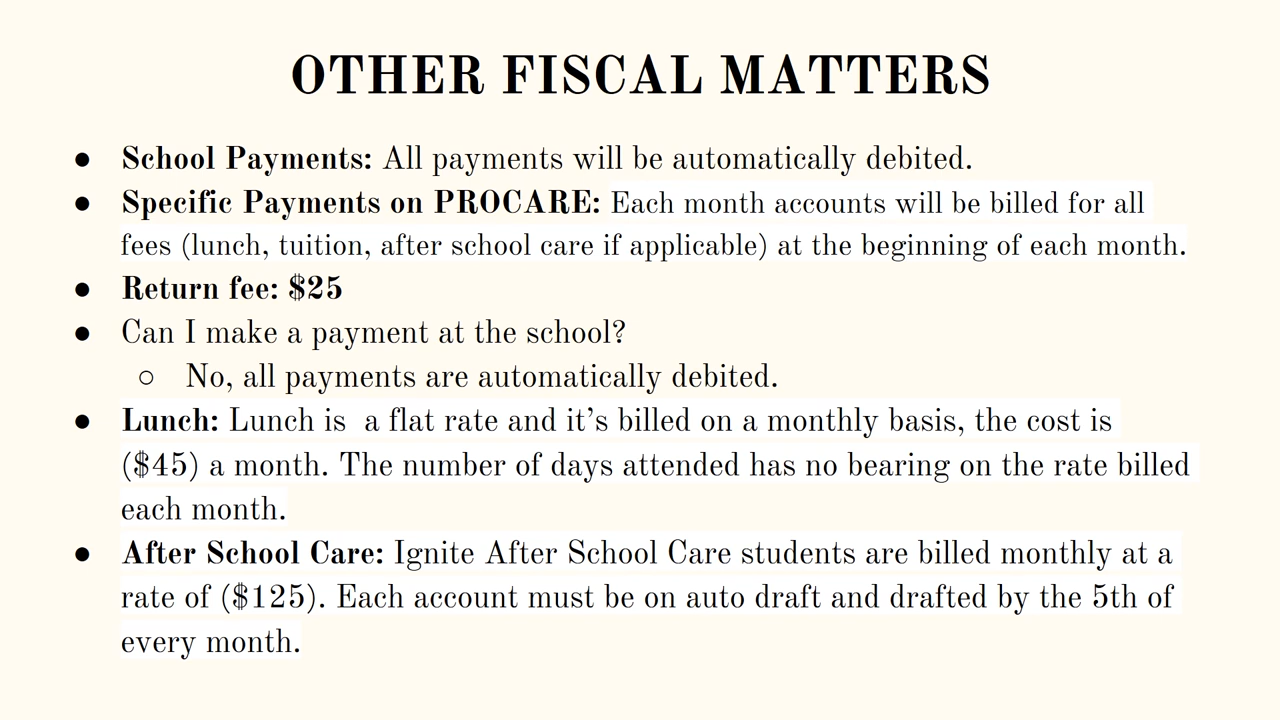 OTHER FISCAL MATTERS
● School Payments: All payments will be automatically debited.
● Specific Payments on PROCARE: Each month accounts will be billed for all
fees (lunch, tuition, after school care if applicable) at the beginning of each month.
● Return fee: $25
● Can I make a payment at the school?
○ No, all payments are automatically debited.
● Lunch: Lunch is  a flat rate and it’s billed on a monthly basis, the cost is
($45) a month. The number of days attended has no bearing on the rate billed
each month.
● After School Care: Ignite After School Care students are billed monthly at a
rate of ($125). Each account must be on auto draft and drafted by the 5th of
every month.